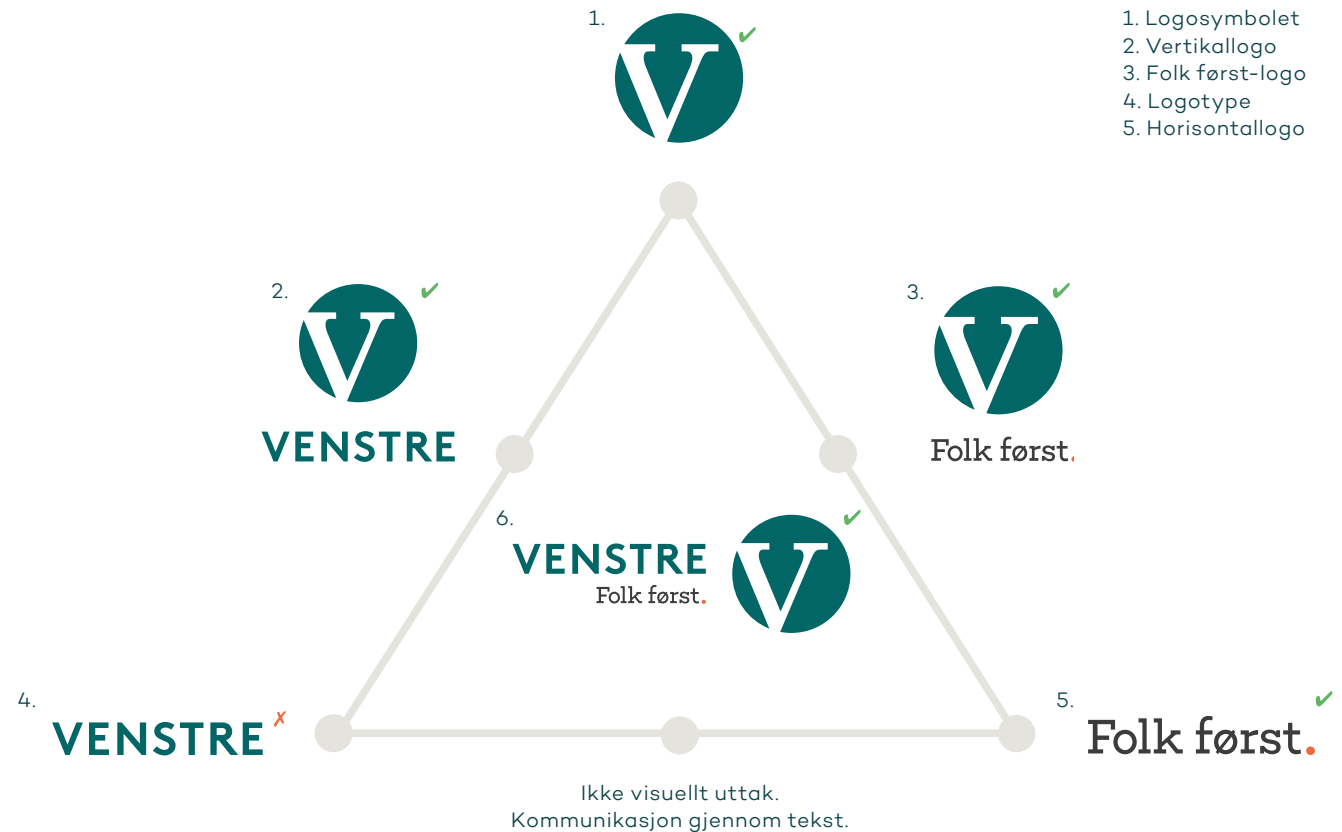 1.
V
✔
1. Logosymbolet
2. Vertikallogo
3. Folk først-logo
4. Logotype
5. Horisontallogo
2.
V
✔
VENSTRE
3.
V
✔
Folk først.
6.
VENSTRE
Folk først.
V
✔
4.
VENSTRE
✗
5.
Folk først.
✔
Ikke visuellt uttak.
Kommunikasjon gjennom tekst.